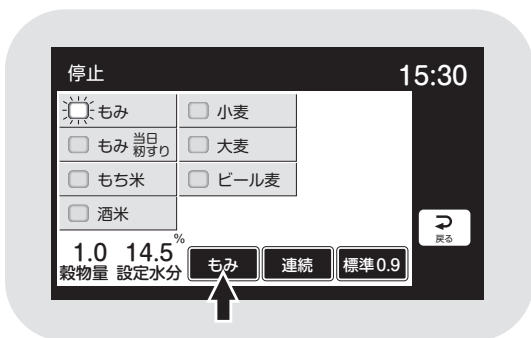 停止 15:30
もみ 小麦
もみ 当日籾すり 大麦
もち米 ビール麦
酒米
戻る
1.0 14.5%
穀物量 設定水分 もみ 連続 標準0.9